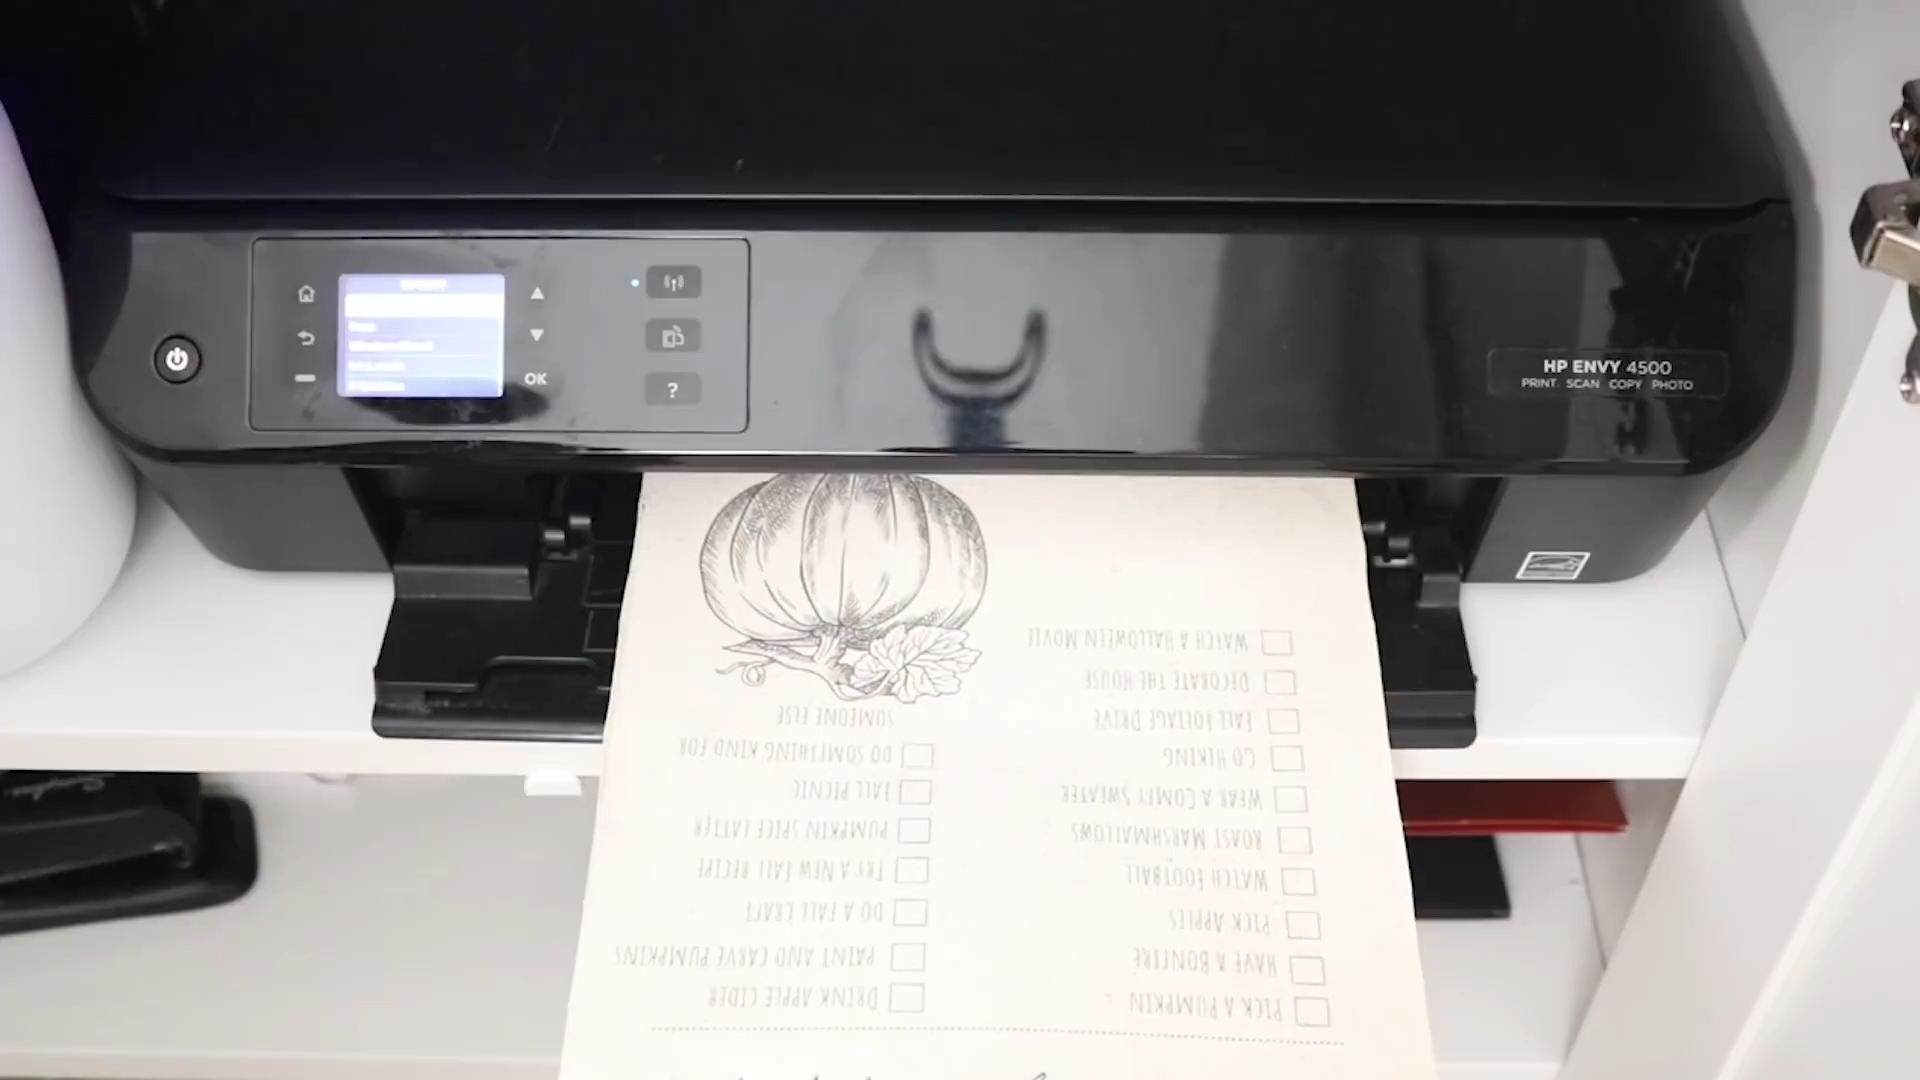 HP ENVY 4500
PRINT SCAN COPY PHOTO
OK
?
PICK A PUMPKIN
HAVE A BONFIRE
PICK APPLES
WATCH FOOTBALL
ROAST MARSHMALLOWS
WEAR A COMFY SWEATER
GO HIKING
FALL FOLIAGE DRIVE
DECORATE THE HOUSE
WATCH A HALLOWEEN MOVIE
DRINK APPLE CIDER
PAINT AND CARVE PUMPKINS
DO A FALL CRAFT
TRY A NEW FALL RECIPE
PUMPKIN SPICE LATTER
FALL PICNIC
DO SOMETHING KIND FOR
SOMEONE ELSE